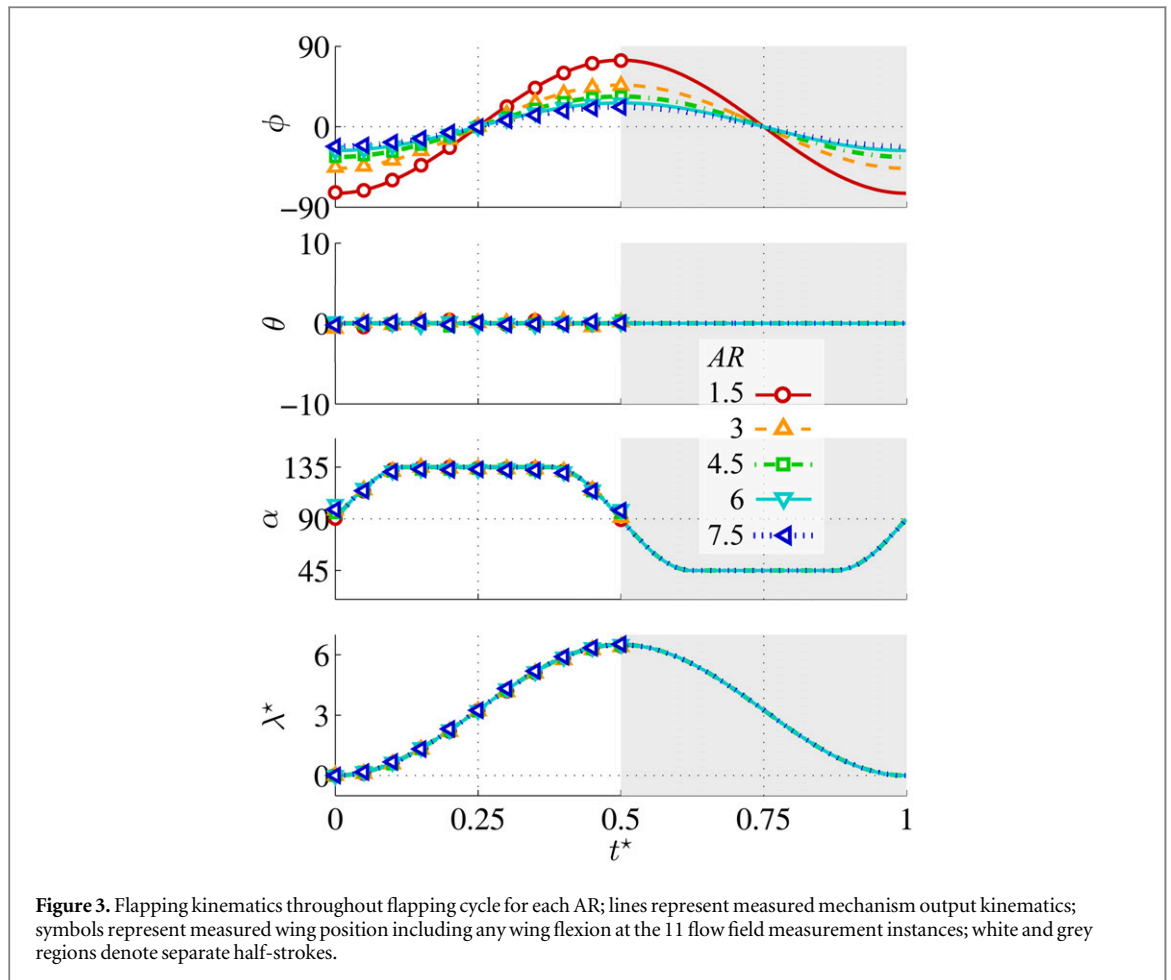 90
ϕ
0
−90
10
θ
0
−10
AR
1.5
3
4.5
6
7.5
135
α
90
45
6
λ⋆
3
0
0 0.25 0.5 0.75 1
t⋆
Figure 3. Flapping kinematics throughout flapping cycle for each AR; lines represent measured mechanism output kinematics;
symbols represent measured wing position including any wing flexion at the 11 flow field measurement instances; white and grey
regions denote separate half-strokes.